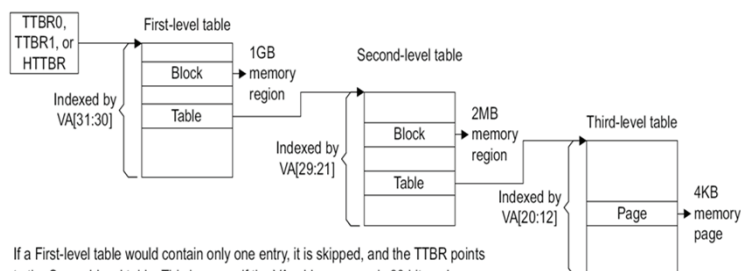 TTBR0,
TTBR1, or
HTTBR
First-level table
Block
1GB
memory
region
Indexed by
VA[31:30]
Table
Second-level table
Block
2MB
memory
region
Indexed by
VA[29:21]
Table
Third-level table
Indexed by
VA[20:12]
Page
4KB
memory
page
If a First-level table would contain only one entry, it is skipped, and the TTBR points